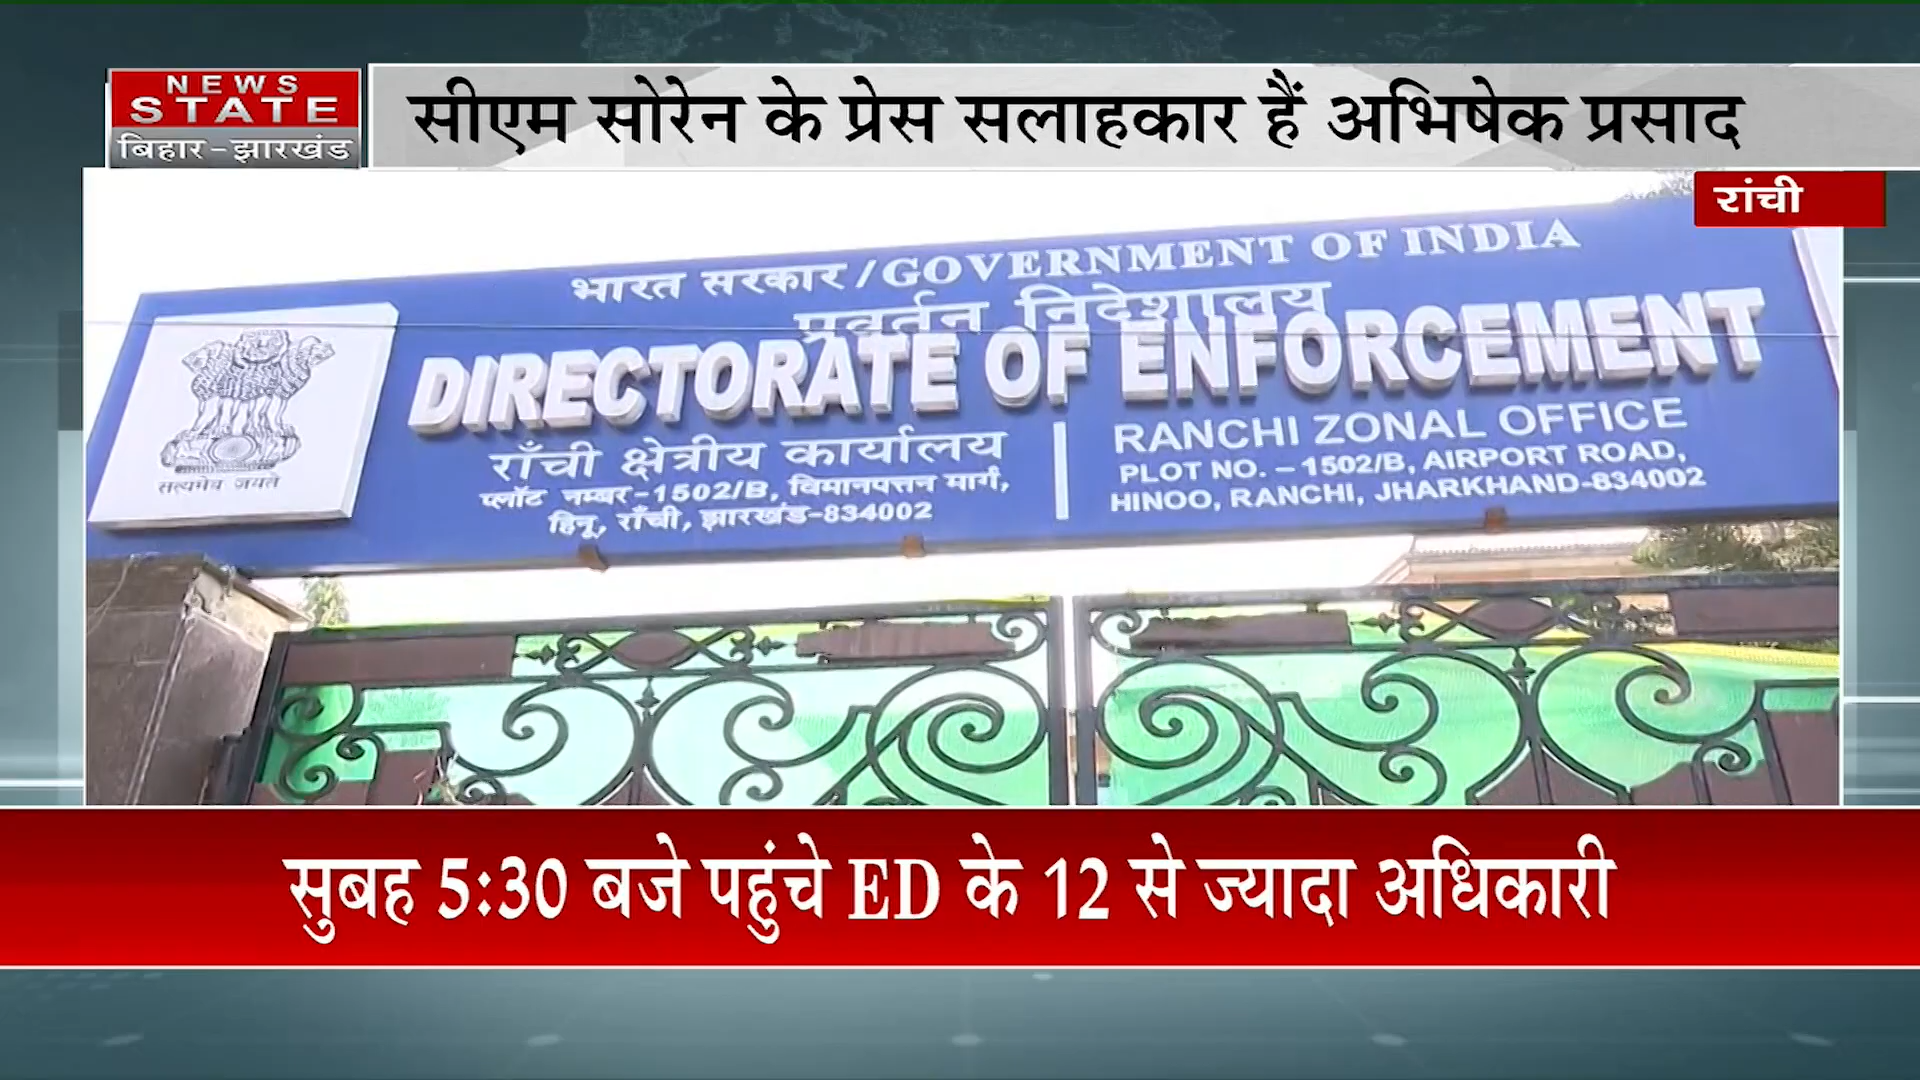 NEWS
STATE
बिहार-झारखंड
सीएम सोरेन के प्रेस सलाहकार हैं अभिषेक प्रसाद
रांची
भारत सरकार/GOVERNMENT OF INDIA
प्रवर्तन निदेशालय
DIRECTORATE OF ENFORCEMENT
सत्यमेव जयते
राँची क्षेत्रीय कार्यालय
प्लॉट नम्बर-1502/B, विमानपत्तन मार्ग,
हिनू, राँची, झारखंड-834002
RANCHI ZONAL OFFICE
PLOT NO. – 1502/B, AIRPORT ROAD,
HINOO, RANCHI, JHARKHAND-834002
सुबह 5:30 बजे पहुंचे ED के 12 से ज्यादा अधिकारी